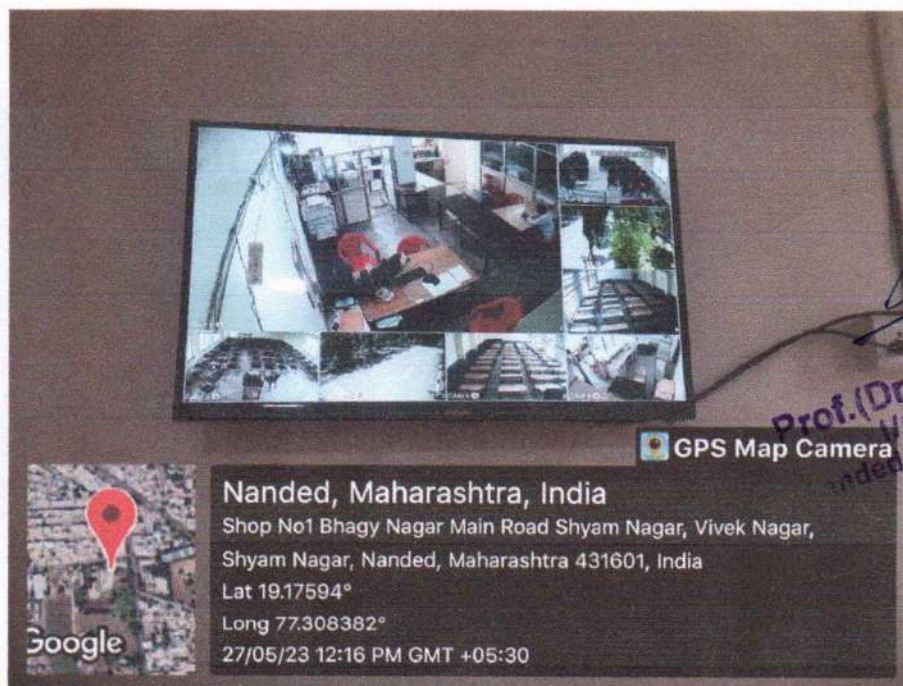 Prof.(Dr
GPS Map Camera
Nanded, Maharashtra, India
Shop No1 Bhagy Nagar Main Road Shyam Nagar, Vivek Nagar,
Shyam Nagar, Nanded, Maharashtra 431601, India
Lat 19.17594°
Long 77.308382°
27/05/23 12:16 PM GMT +05:30
Google